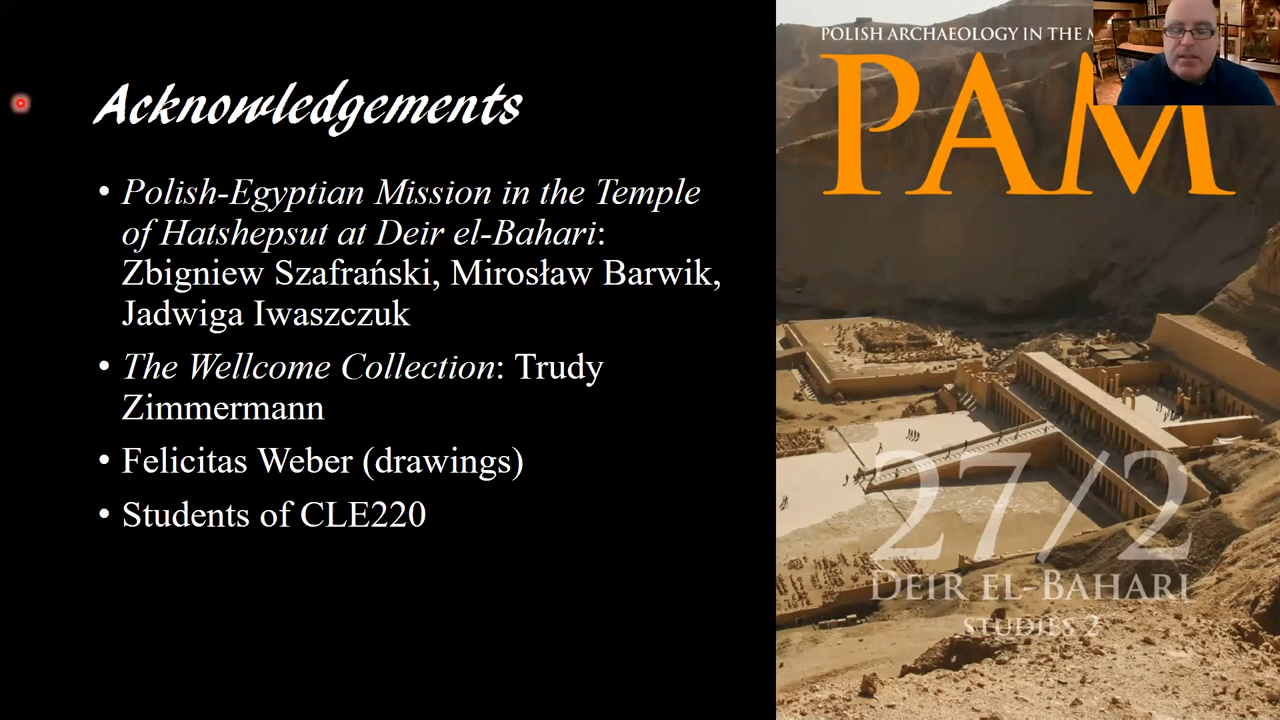 Acknowledgements
• Polish-Egyptian Mission in the Temple
of Hatshepsut at Deir el-Bahari:
Zbigniew Szafrański, Mirosław Barwik,
Jadwiga Iwaszczuk
• The Wellcome Collection: Trudy
Zimmermann
• Felicitas Weber (drawings)
• Students of CLE220
POLISH ARCHAEOLOGY IN THE
PAM
27/2
DEIR EL-BAHARI
STUDIES 2